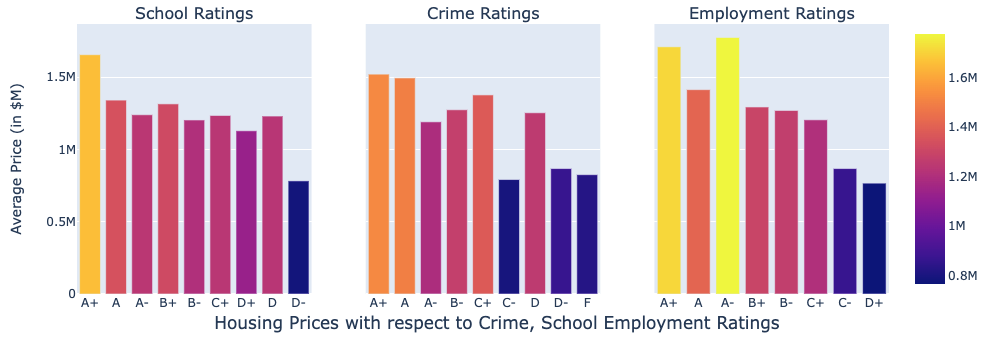 School Ratings
Crime Ratings
Employment Ratings
Average Price (in $M)
1.5M
1M
0.5M
0
A+ A A- B+ B- C+ D+ D D-
A+ A A- B- C+ C- D D- F
A+ A A- B+ B- C+ C- D+
1.6M
1.4M
1.2M
1M
0.8M
Housing Prices with respect to Crime, School Employment Ratings